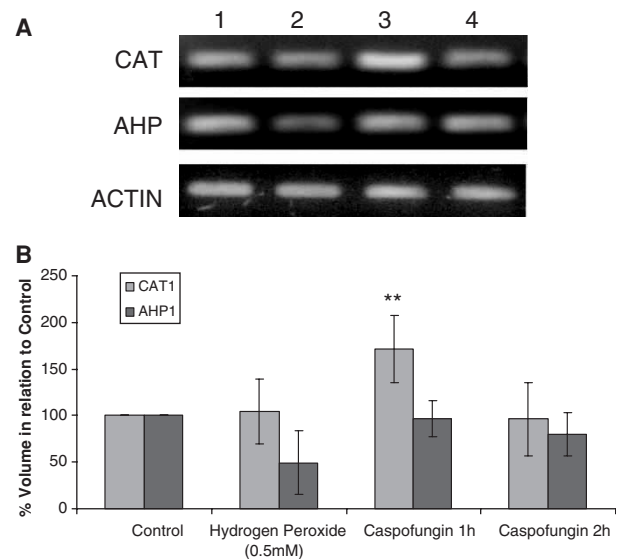 A
1 2 3 4
CAT
AHP
ACTIN
B
% Volume in relation to Control
250
200
150
100
50
0
CAT1
AHP1
**
Control
Hydrogen Peroxide
(0.5mM)
Caspofungin 1h
Caspofungin 2h